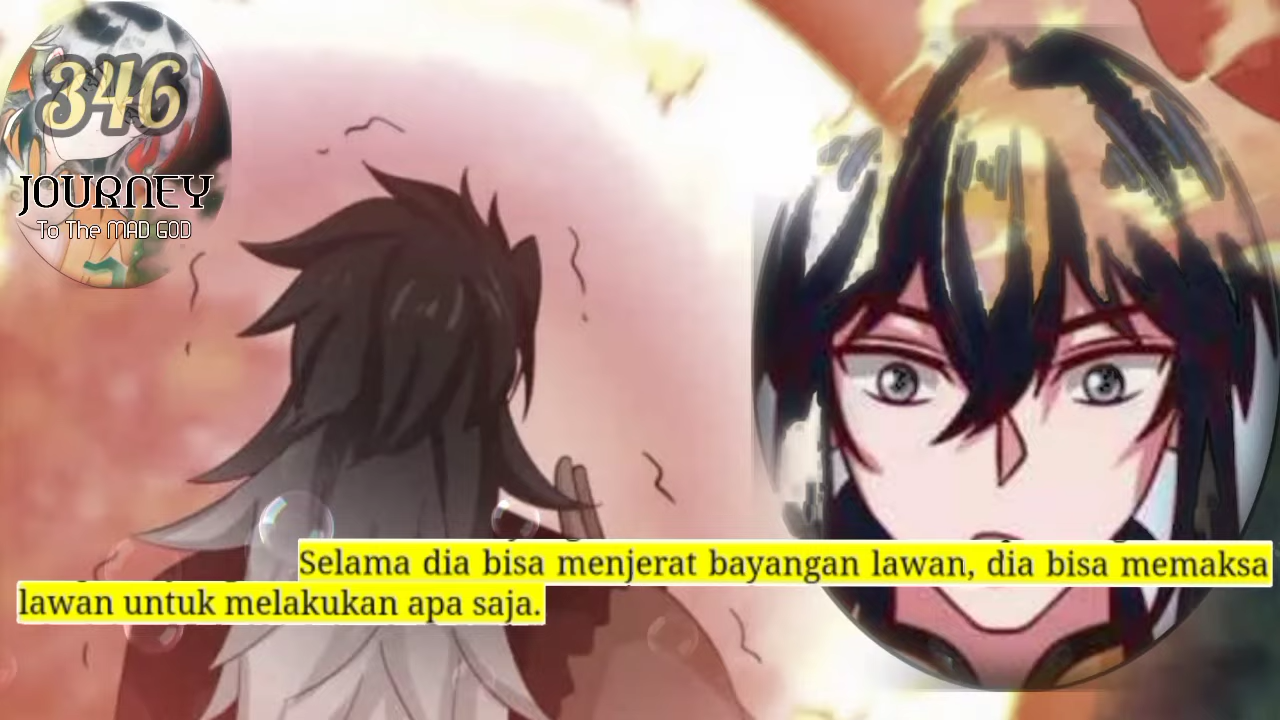 346
JOURNEY
To The MAD GOD
Selama dia bisa menjerat bayangan lawan, dia bisa memaksa
lawan untuk melakukan apa saja.